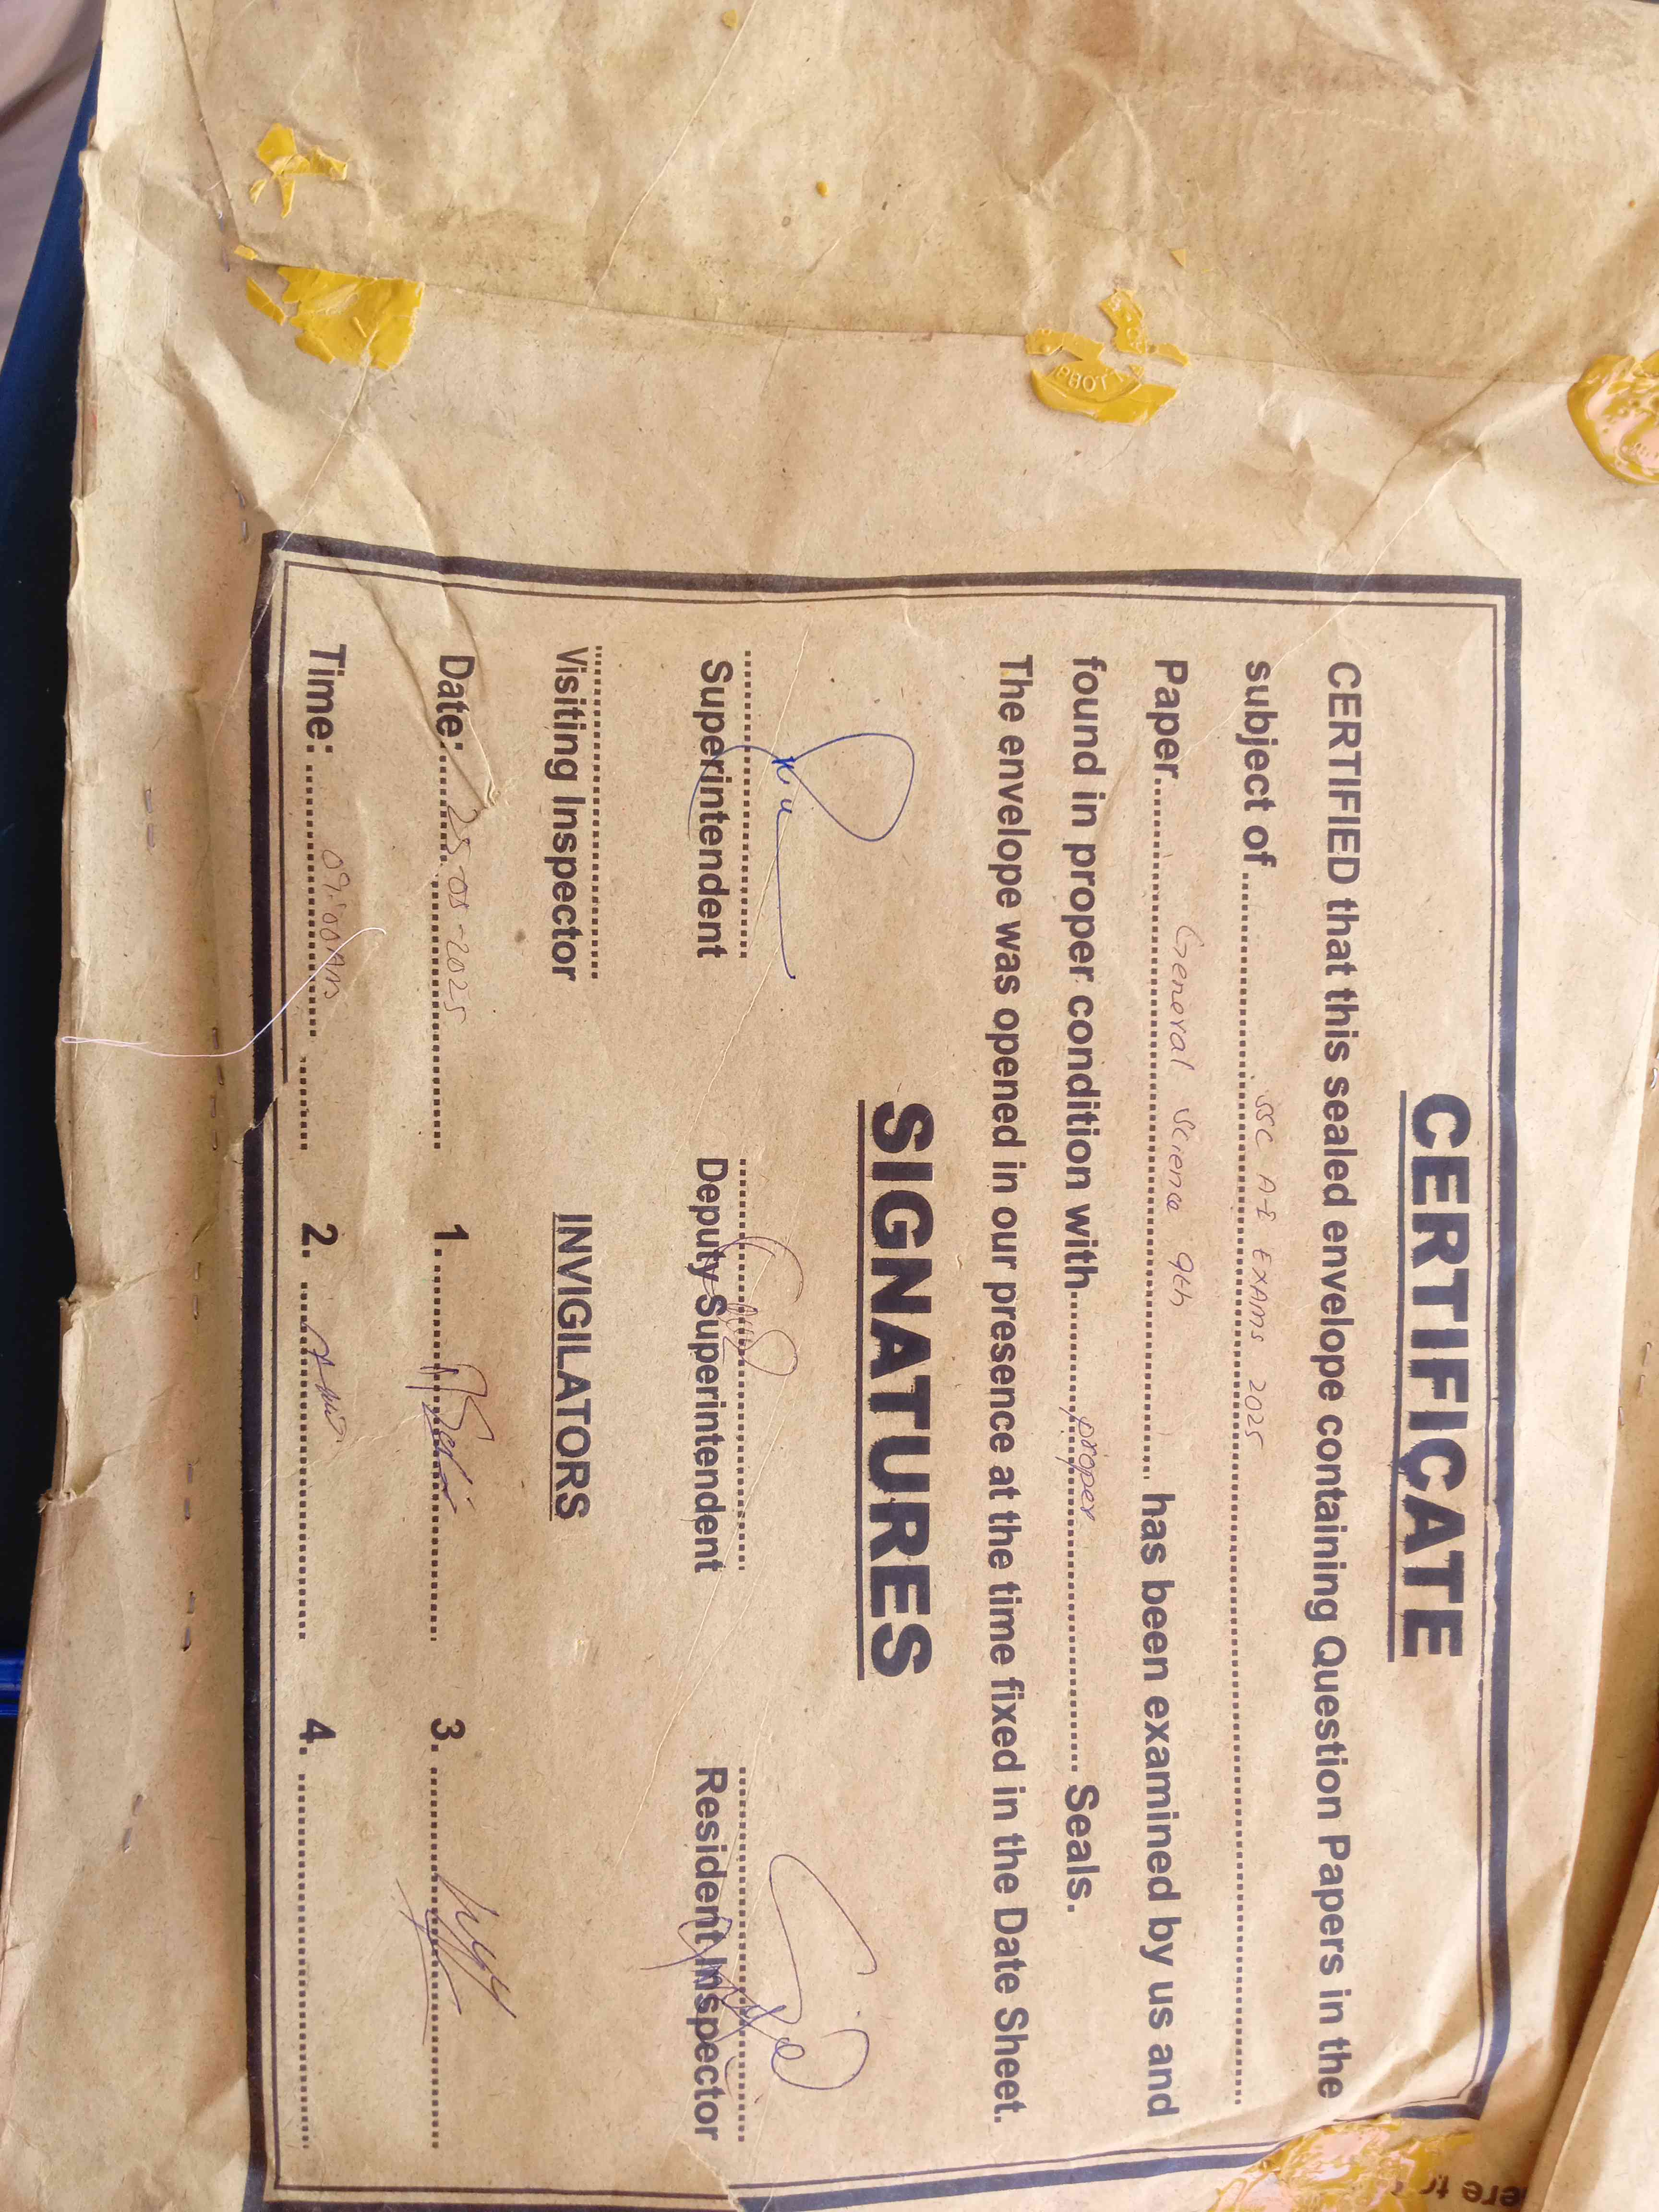 CERTIFICATE
CERTIFIED that this sealed envelope containing Question Papers in the
subject of SSC A-I EXAMS 2025
Paper General Science 9th has been examined by us and
found in proper condition with proper Seals.
The envelope was opened in our presence at the time fixed in the Date Sheet.
SIGNATURES
Superintendent Deputy Superintendent Resident Inspector
Visiting Inspector INVIGILATORS
Date: 25-08-2025 1. 3.
Time: 09:00AM 2. 4.